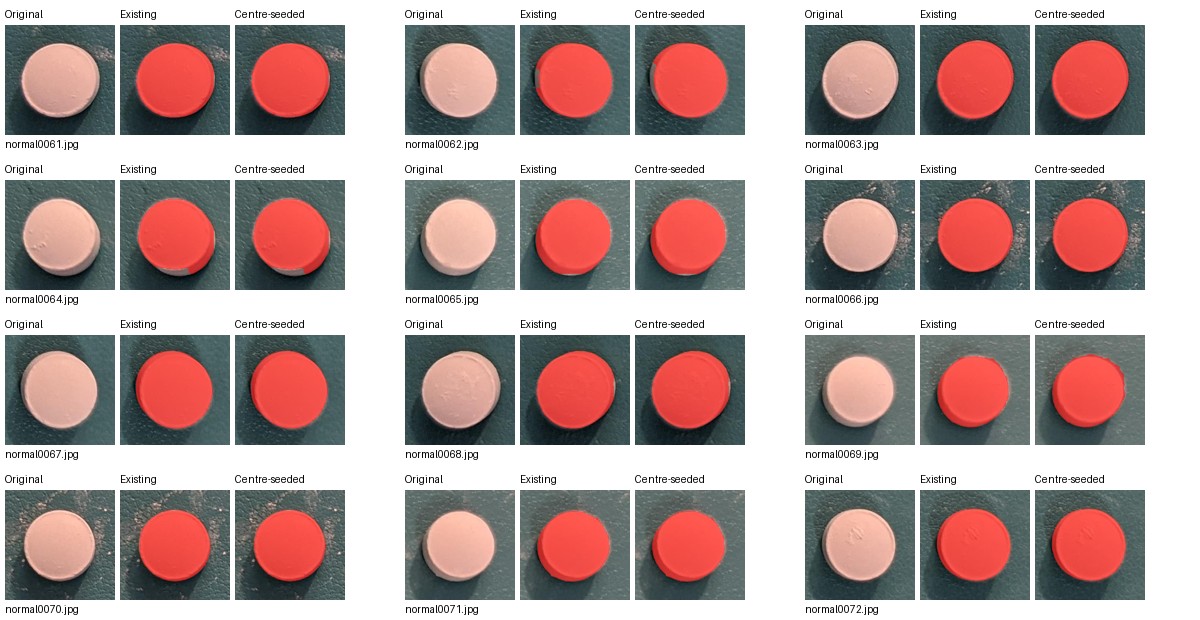 Original Existing Centre-seeded Original Existing Centre-seeded Original Existing Centre-seeded
normal0061.jpg normal0062.jpg normal0063.jpg
Original Existing Centre-seeded Original Existing Centre-seeded Original Existing Centre-seeded
normal0064.jpg normal0065.jpg normal0066.jpg
Original Existing Centre-seeded Original Existing Centre-seeded Original Existing Centre-seeded
normal0067.jpg normal0068.jpg normal0069.jpg
Original Existing Centre-seeded Original Existing Centre-seeded Original Existing Centre-seeded
normal0070.jpg normal0071.jpg normal0072.jpg